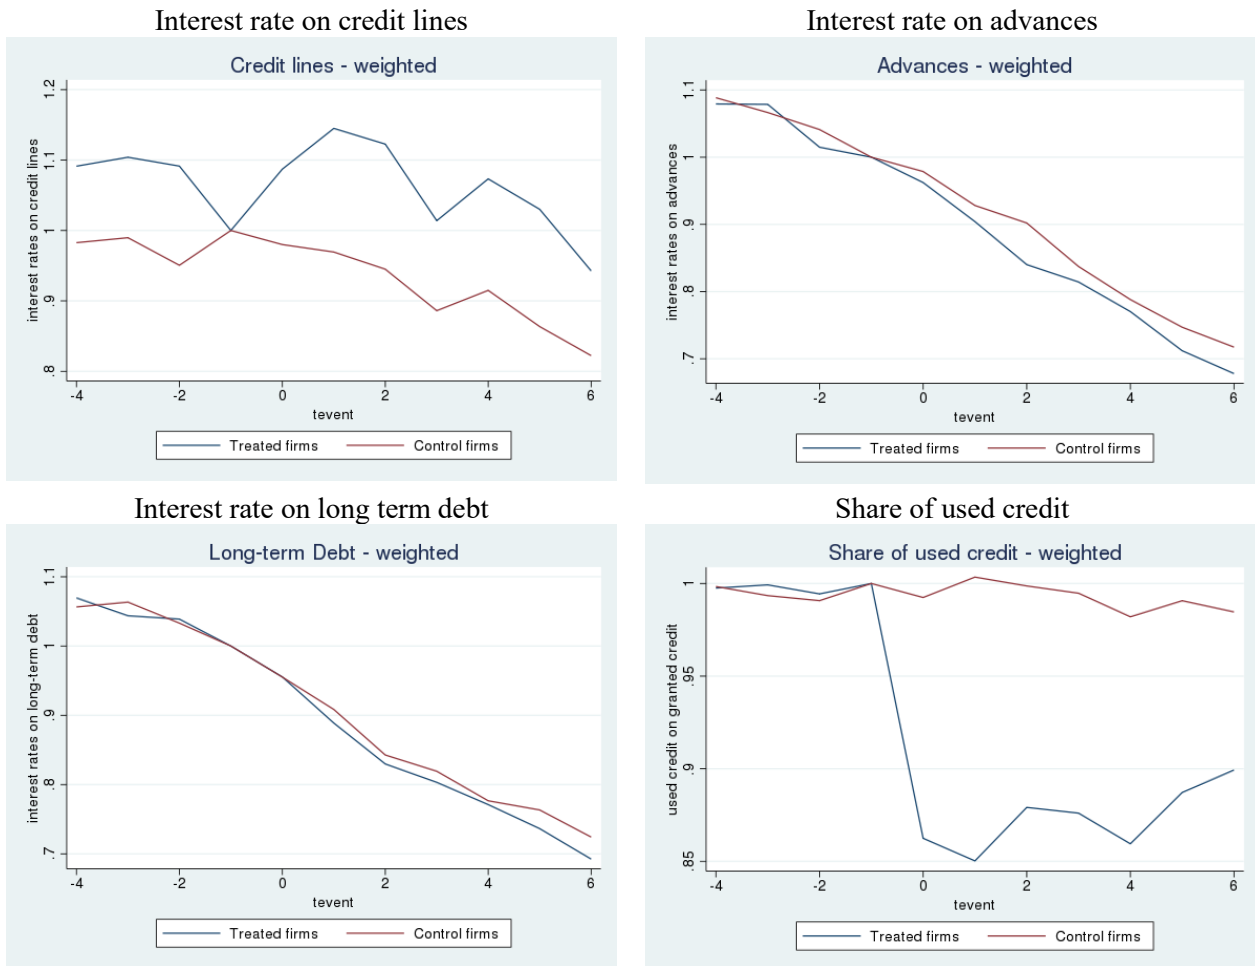 Interest rate on credit lines
Credit lines - weighted
interest rates on credit lines
1.2
1.1
1
.9
.8
-4 -2 0 2 4 6
tevent
Treated firms Control firms
Interest rate on advances
Advances - weighted
interest rates on advances
1.1
1
.9
.8
.7
-4 -2 0 2 4 6
tevent
Treated firms Control firms
Interest rate on long term debt
Long-term Debt - weighted
interest rates on long-term debt
1.1
1
.9
.8
.7
-4 -2 0 2 4 6
tevent
Treated firms Control firms
Share of used credit
Share of used credit - weighted
used credit on granted credit
1
.95
.9
.85
-4 -2 0 2 4 6
tevent
Treated firms Control firms